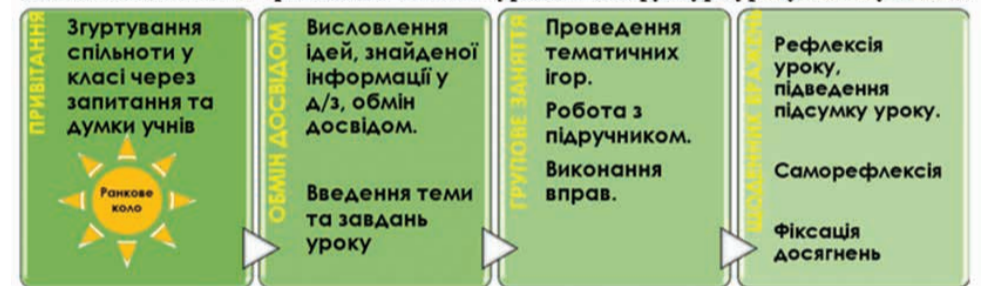 ПРИВІТАННЯ
Згуртування
спільноти у
класі через
запитання та
думки учнів
Ранкове
коло
ОБМІН ДОСВІДОМ
Висловлення
ідей, знайденої
інформації у
д/з, обмін
досвідом.
Введення теми
та завдань
уроку
ГРУПОВЕ ЗАНЯТТЯ
Проведення
тематичних
ігор.
Робота з
підручником.
Виконання
вправ.
ЩОДЕННИК ВРАЖЕНЬ
Рефлексія
уроку,
підведення
підсумку уроку.
Саморефлексія
Фіксація
досягнень